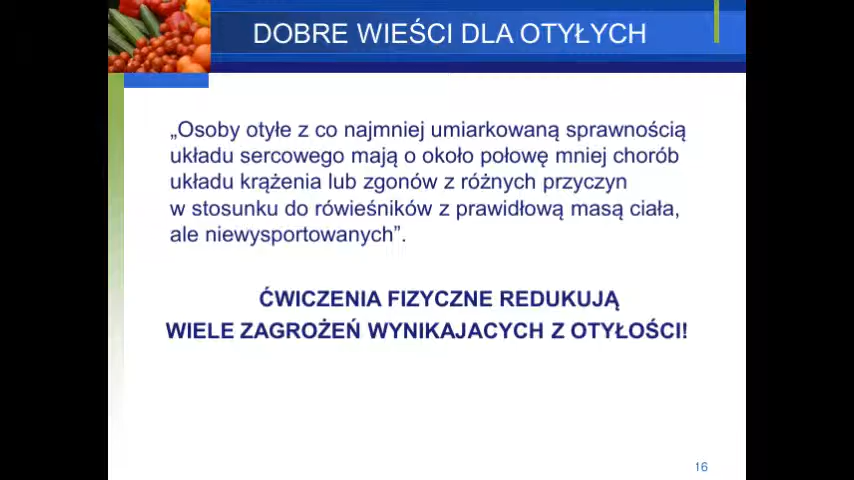 DOBRE WIEŚCI DLA OTYŁYCH
„Osoby otyłe z co najmniej umiarkowaną sprawnością
układu sercowego mają o około połowę mniej chorób
układu krążenia lub zgonów z różnych przyczyn
w stosunku do rówieśników z prawidłową masą ciała,
ale niewysportowanych”.
ĆWICZENIA FIZYCZNE REDUKUJĄ
WIELE ZAGROŻEŃ WYNIKAJACYCH Z OTYŁOŚCI!
16